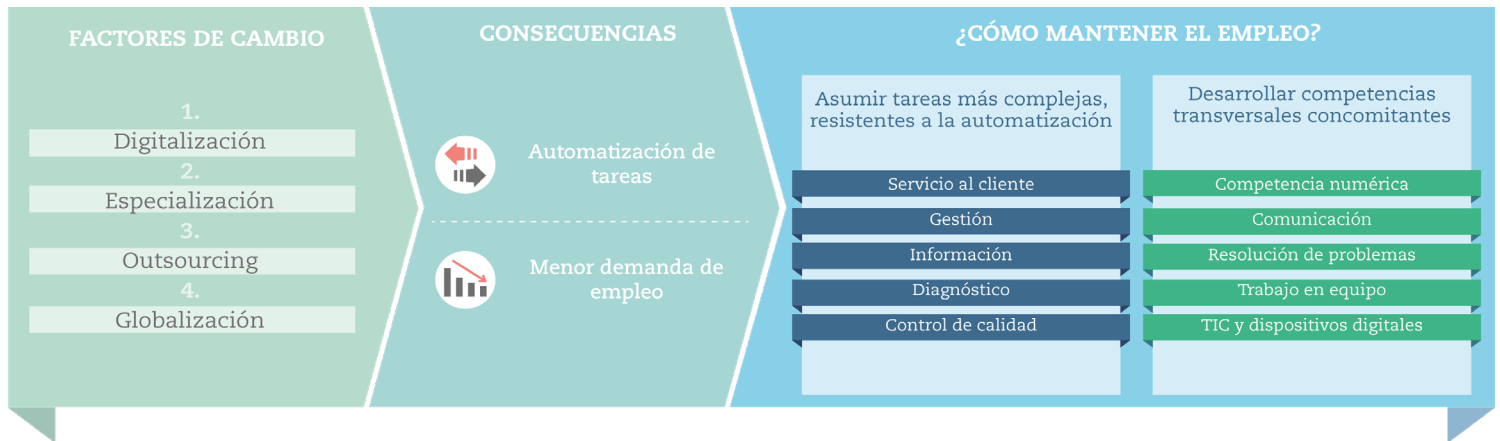 FACTORES DE CAMBIO
1.
Digitalización
2.
Especialización
3.
Outsourcing
4.
Globalización
CONSECUENCIAS
Automatización de
tareas
Menor demanda de
empleo
¿CÓMO MANTENER EL EMPLEO?
Asumir tareas más complejas,
resistentes a la automatización
Servicio al cliente
Gestión
Información
Diagnóstico
Control de calidad
Desarrollar competencias
transversales concomitantes
Competencia numérica
Comunicación
Resolución de problemas
Trabajo en equipo
TIC y dispositivos digitales